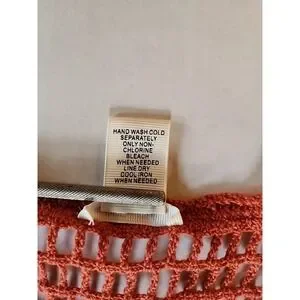 HAND WASH COLD
SEPARATELY
ONLY NON-
CHLORINE
BLEACH
WHEN NEEDED
LINE DRY
COOL IRON
WHEN NEEDED